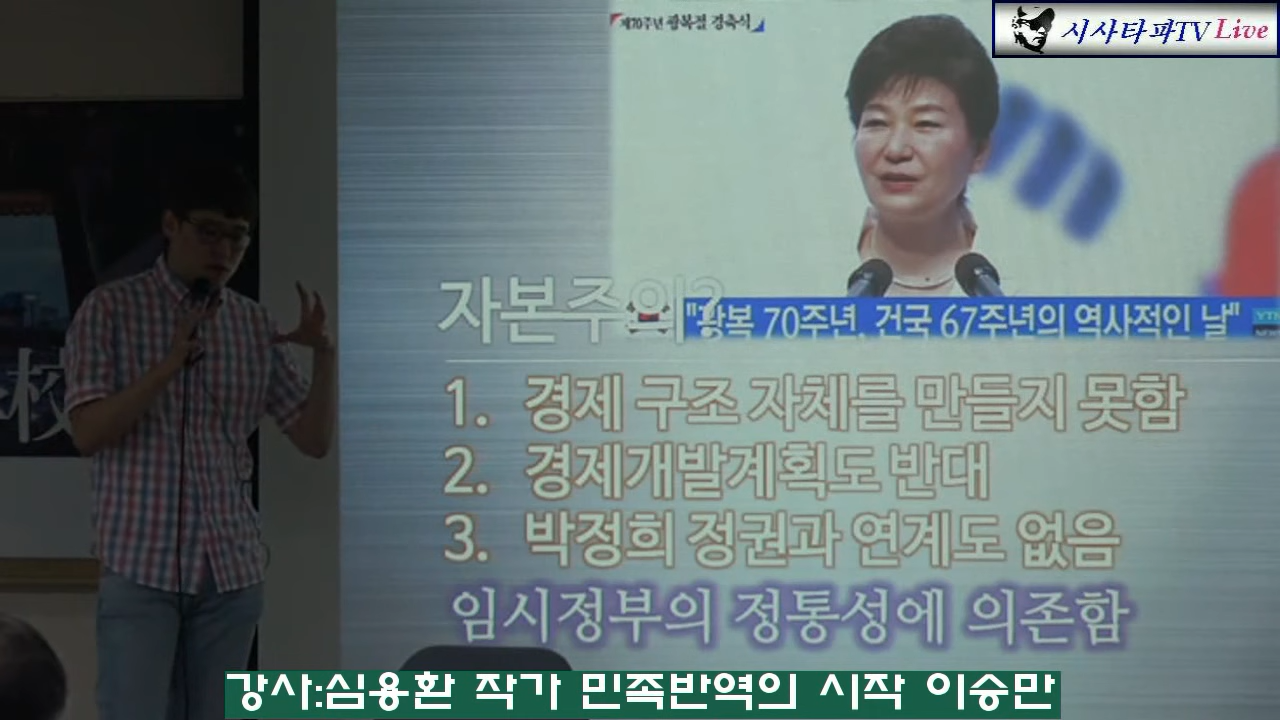 제70주년 광복절 경축식
시사타파TV Live
자본주의?
"광복 70주년, 건국 67주년의 역사적인 날"
YTN
校
1. 경제 구조 자체를 만들지 못함
2. 경제개발계획도 반대
3. 박정희 정권과 연계도 없음
임시정부의 정통성에 의존함
강사:심용환 작가 민족반역의 시작 이승만